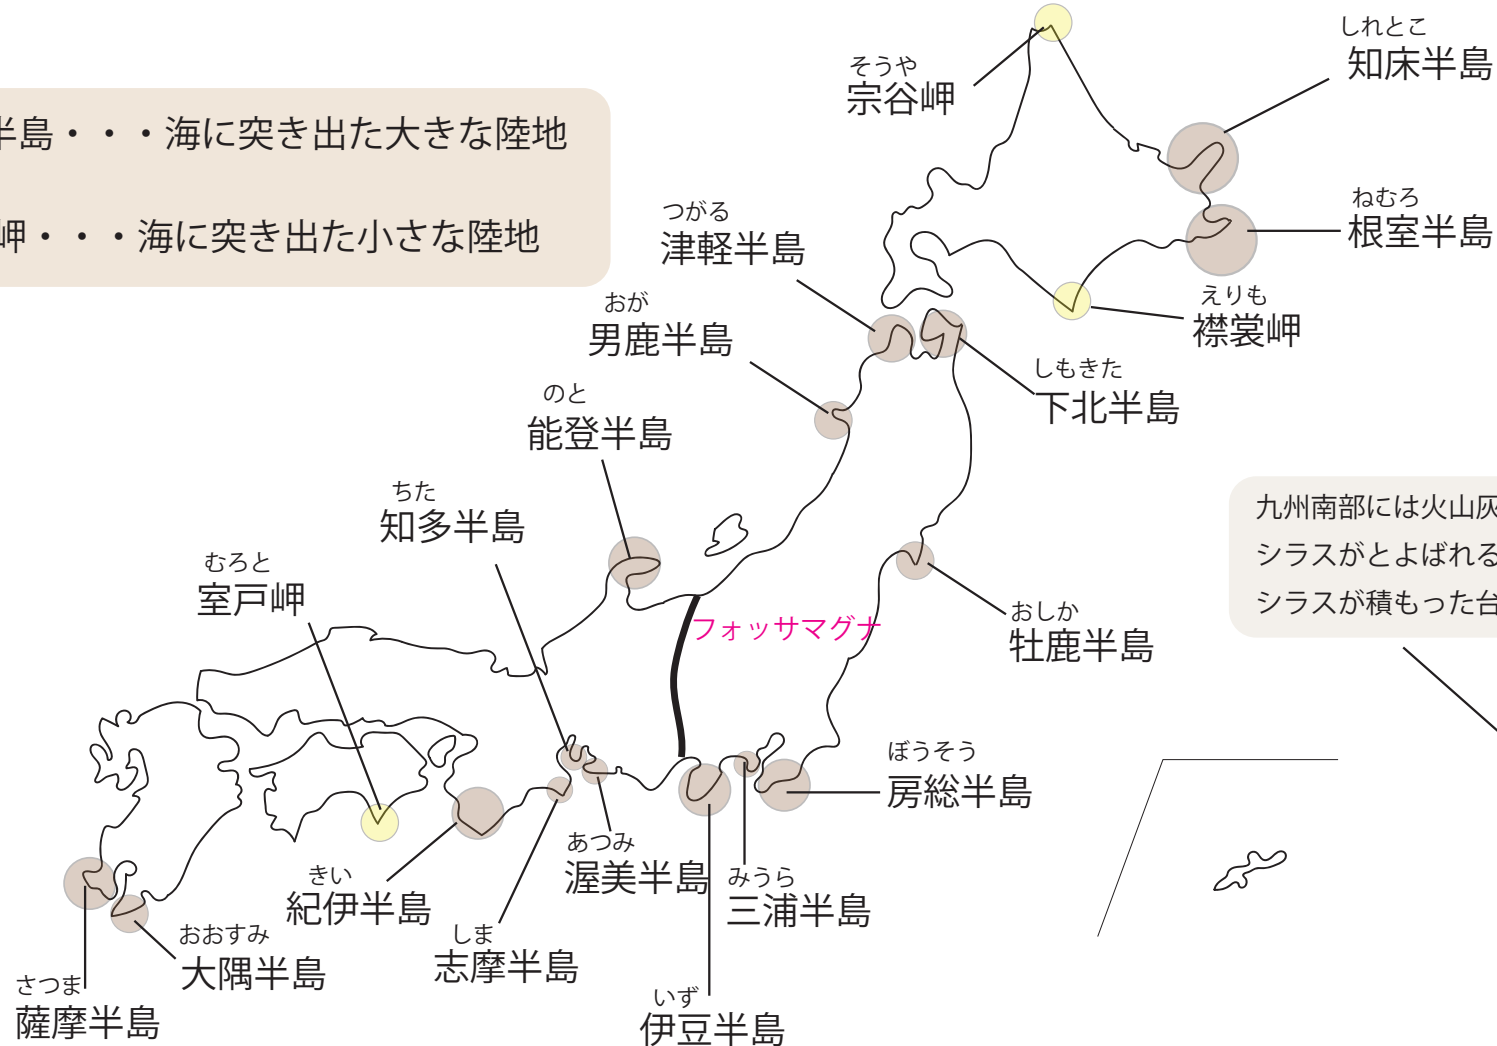 半島・・・海に突き出た大きな陸地
岬・・・海に突き出た小さな陸地
そうや
宗谷岬
しれとこ
知床半島
ねむろ
根室半島
えりも
襟裳岬
つがる
津軽半島
しもきた
下北半島
おが
男鹿半島
のと
能登半島
ちた
知多半島
むろと
室戸岬
フォッサマグナ
おしか
牡鹿半島
ぼうそう
房総半島
みうら
三浦半島
いず
伊豆半島
あつみ
渥美半島
しま
志摩半島
きい
紀伊半島
おおすみ
大隅半島
さつま
薩摩半島
九州南部には火山灰
シラスがとよばれる
シラスが積もった台